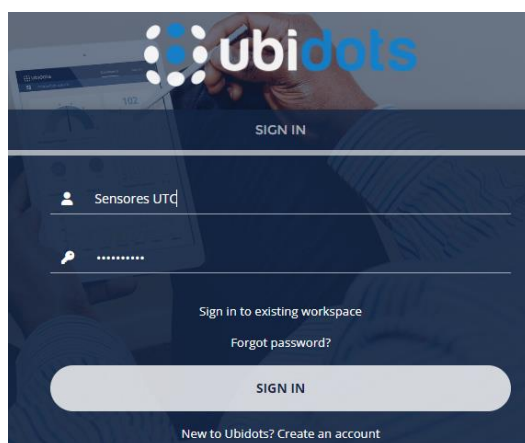 ubidots
SIGN IN
Sensores UTC
••••••••••
Sign in to existing workspace
Forgot password?
SIGN IN
New to Ubidots? Create an account